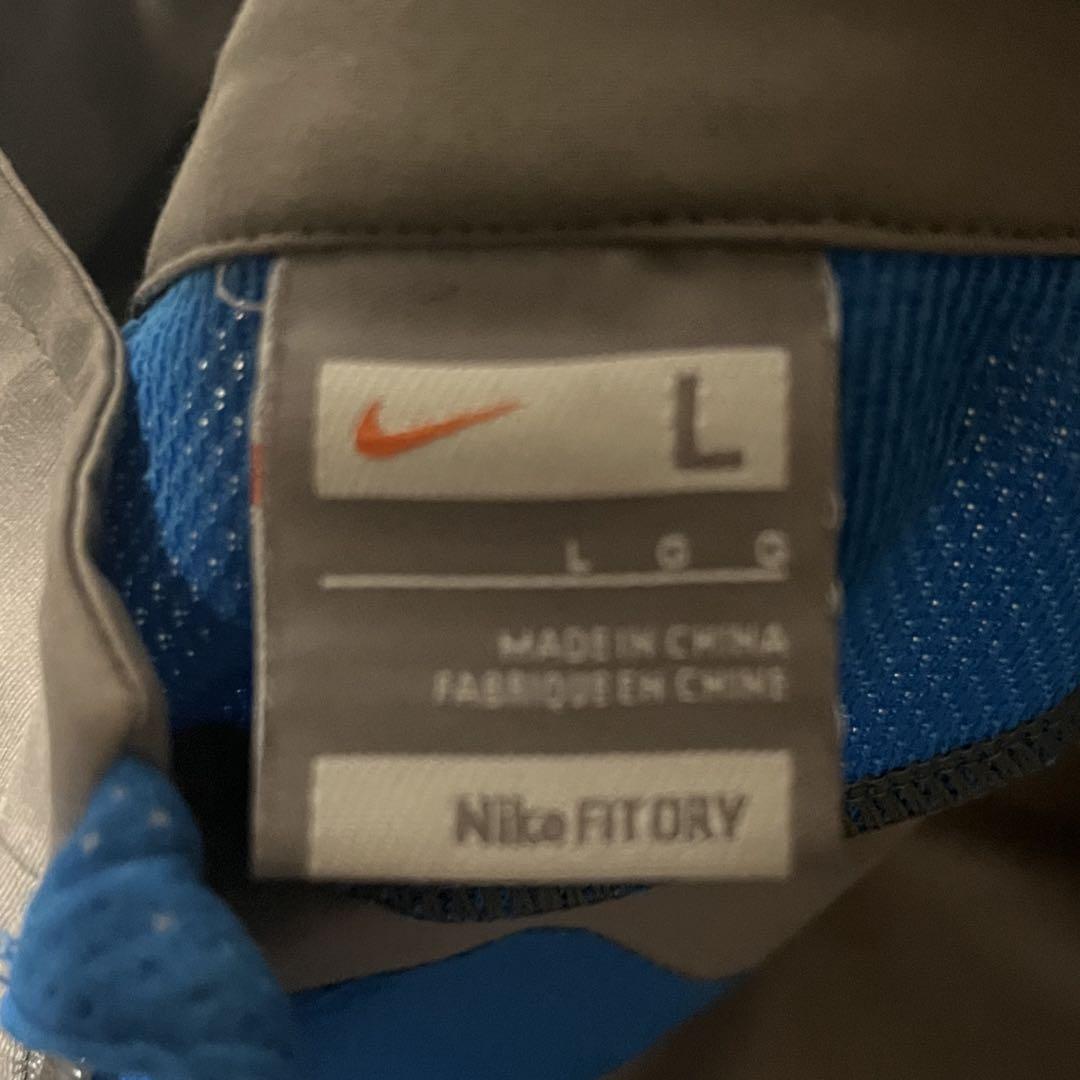 L
L G G
MADE IN CHINA
FABRIQUE EN CHINE
Nike FIT DRY